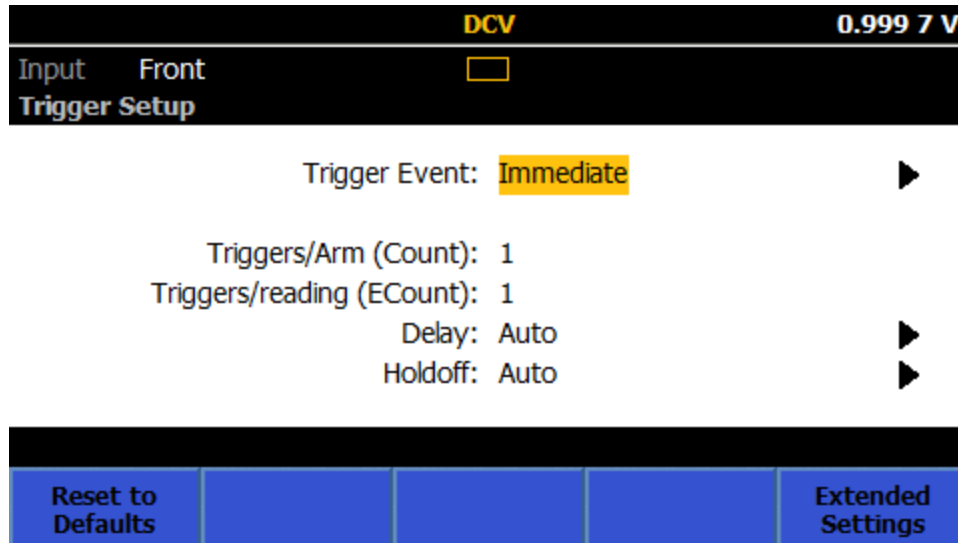 DCV 0.999 7 V
Input Front
Trigger Setup
Trigger Event: Immediate
Triggers/Arm (Count): 1
Triggers/reading (ECount): 1
Delay: Auto
Holdoff: Auto
Reset to Defaults
Extended Settings